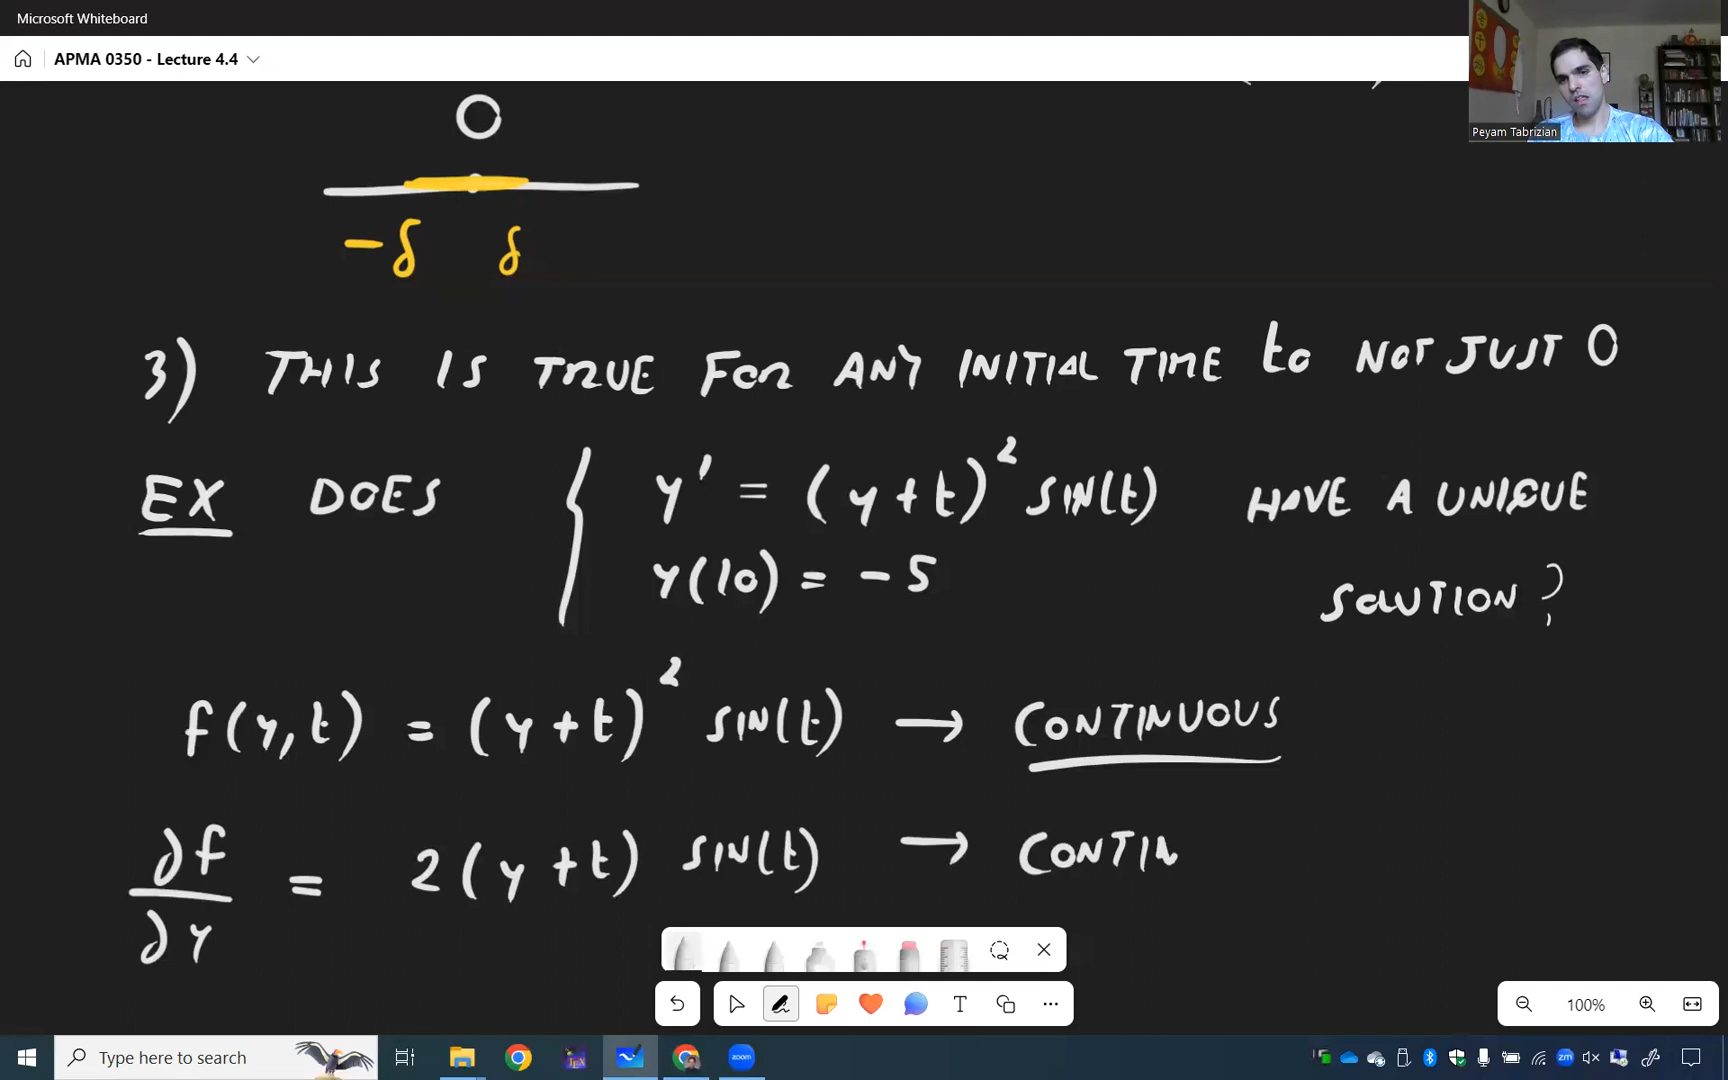 Microsoft Whiteboard
APMA 0350 - Lecture 4.4
Peyam Tabrizian
0
-δ δ
3) THIS IS TRUE FOR ANY INITIAL TIME t0 NOT JUST 0
EX DOES { y' = (y+t)² SIN(t) HAVE A UNIQUE
y(10) = -5 SOLUTION?
f(y,t) = (y+t)² SIN(t) → CONTINUOUS
∂f/∂y = 2(y+t) SIN(t) → CONTIN
T
100%
Type here to search
zoom